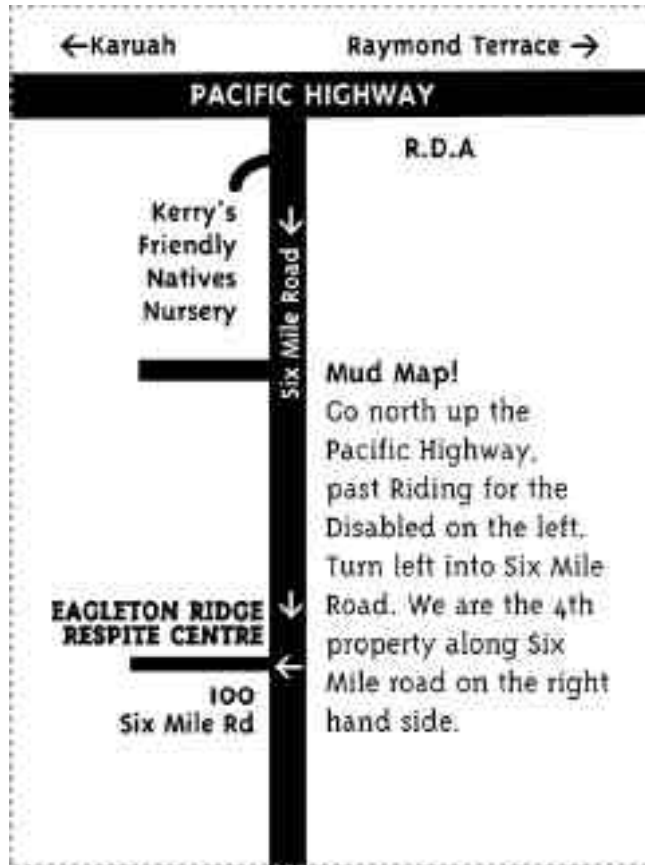 ←Karuah
Raymond Terrace →
PACIFIC HIGHWAY
R.D.A
Kerry's
Friendly
Natives
Nursery
Six Mile Road
Mud Map!
Go north up the
Pacific Highway,
past Riding for the
Disabled on the left.
Turn left into Six Mile
Road. We are the 4th
property along Six
Mile road on the right
hand side.
EAGLETON RIDGE
RESPITE CENTRE
100
Six Mile Rd